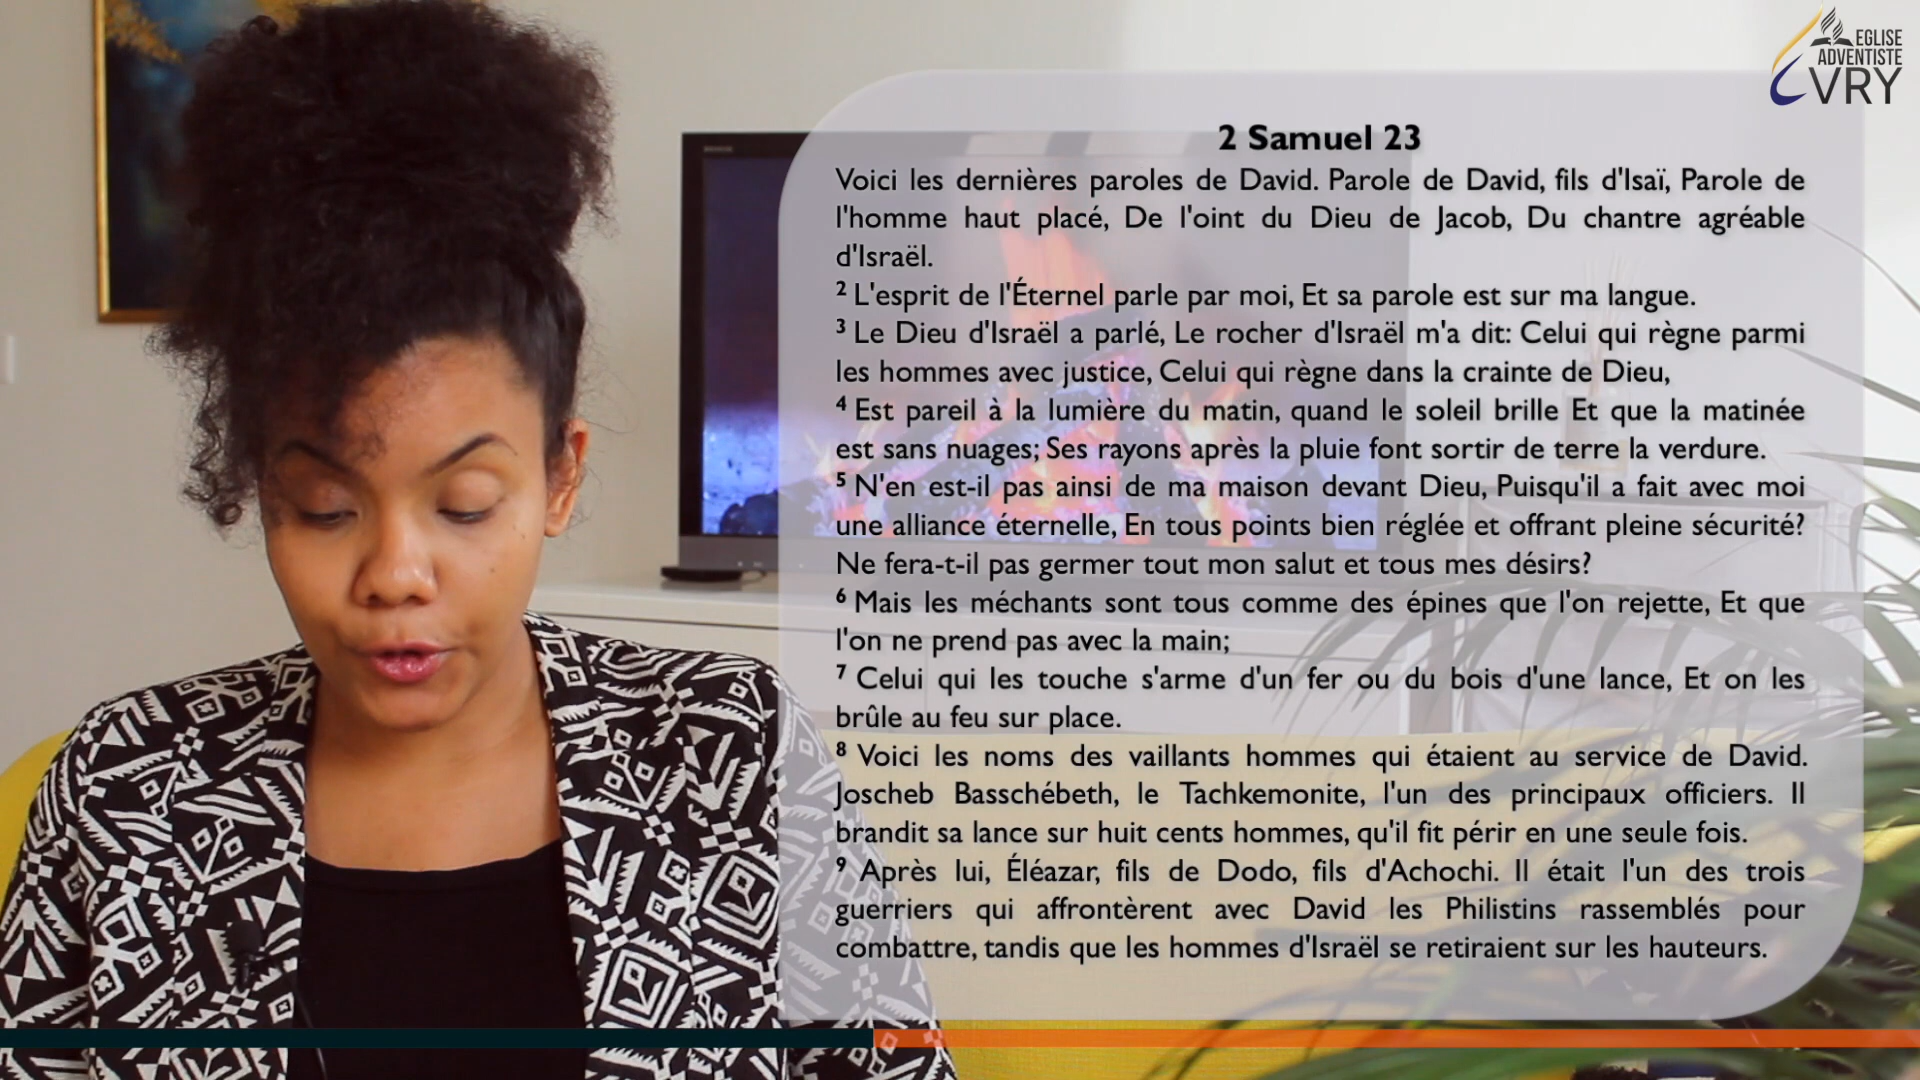 EGLISE
ADVENTISTE
VRY
2 Samuel 23
Voici les dernières paroles de David. Parole de David, fils d'Isaï, Parole de
l'homme haut placé, De l'oint du Dieu de Jacob, Du chantre agréable
d'Israël.
2 L'esprit de l'Éternel parle par moi, Et sa parole est sur ma langue.
3 Le Dieu d'Israël a parlé, Le rocher d'Israël m'a dit: Celui qui règne parmi
les hommes avec justice, Celui qui règne dans la crainte de Dieu,
4 Est pareil à la lumière du matin, quand le soleil brille Et que la matinée
est sans nuages; Ses rayons après la pluie font sortir de terre la verdure.
5 N'en est-il pas ainsi de ma maison devant Dieu, Puisqu'il a fait avec moi
une alliance éternelle, En tous points bien réglée et offrant pleine sécurité?
Ne fera-t-il pas germer tout mon salut et tous mes désirs?
6 Mais les méchants sont tous comme des épines que l'on rejette, Et que
l'on ne prend pas avec la main;
7 Celui qui les touche s'arme d'un fer ou du bois d'une lance, Et on les
brûle au feu sur place.
8 Voici les noms des vaillants hommes qui étaient au service de David.
Joscheb Basschébeth, le Tachkemonite, l'un des principaux officiers. Il
brandit sa lance sur huit cents hommes, qu'il fit périr en une seule fois.
9 Après lui, Éléazar, fils de Dodo, fils d'Achochi. Il était l'un des trois
guerriers qui affrontèrent avec David les Philistins rassemblés pour
combattre, tandis que les hommes d'Israël se retiraient sur les hauteurs.